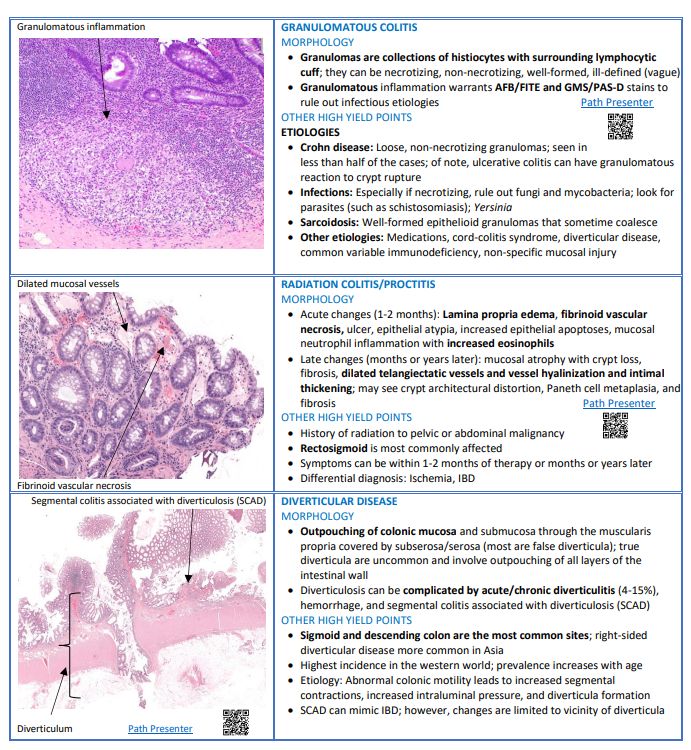 Granulomatous inflammation
GRANULOMATOUS COLITIS
MORPHOLOGY
• Granulomas are collections of histiocytes with surrounding lymphocytic
cuff; they can be necrotizing, non-necrotizing, well-formed, ill-defined (vague)
• Granulomatous inflammation warrants AFB/FITE and GMS/PAS-D stains to
rule out infectious etiologies Path Presenter
OTHER HIGH YIELD POINTS
ETIOLOGIES
• Crohn disease: Loose, non-necrotizing granulomas; seen in
less than half of the cases; of note, ulcerative colitis can have granulomatous
reaction to crypt rupture
• Infections: Especially if necrotizing, rule out fungi and mycobacteria; look for
parasites (such as schistosomiasis); Yersinia
• Sarcoidosis: Well-formed epithelioid granulomas that sometime coalesce
• Other etiologies: Medications, cord-colitis syndrome, diverticular disease,
common variable immunodeficiency, non-specific mucosal injury
Dilated mucosal vessels
Fibrinoid vascular necrosis
RADIATION COLITIS/PROCTITIS
MORPHOLOGY
• Acute changes (1-2 months): Lamina propria edema, fibrinoid vascular
necrosis, ulcer, epithelial atypia, increased epithelial apoptoses, mucosal
neutrophil inflammation with increased eosinophils
• Late changes (months or years later): mucosal atrophy with crypt loss,
fibrosis, dilated telangiectatic vessels and vessel hyalinization and intimal
thickening; may see crypt architectural distortion, Paneth cell metaplasia, and
fibrosis Path Presenter
OTHER HIGH YIELD POINTS
• History of radiation to pelvic or abdominal malignancy
• Rectosigmoid is most commonly affected
• Symptoms can be within 1-2 months of therapy or months or years later
• Differential diagnosis: Ischemia, IBD
Segmental colitis associated with diverticulosis (SCAD)
Diverticulum Path Presenter
DIVERTICULAR DISEASE
MORPHOLOGY
• Outpouching of colonic mucosa and submucosa through the muscularis
propria covered by subserosa/serosa (most are false diverticula); true
diverticula are uncommon and involve outpouching of all layers of the
intestinal wall
• Diverticulosis can be complicated by acute/chronic diverticulitis (4-15%),
hemorrhage, and segmental colitis associated with diverticulosis (SCAD)
OTHER HIGH YIELD POINTS
• Sigmoid and descending colon are the most common sites; right-sided
diverticular disease more common in Asia
• Highest incidence in the western world; prevalence increases with age
• Etiology: Abnormal colonic motility leads to increased segmental
contractions, increased intraluminal pressure, and diverticula formation
• SCAD can mimic IBD; however, changes are limited to vicinity of diverticula